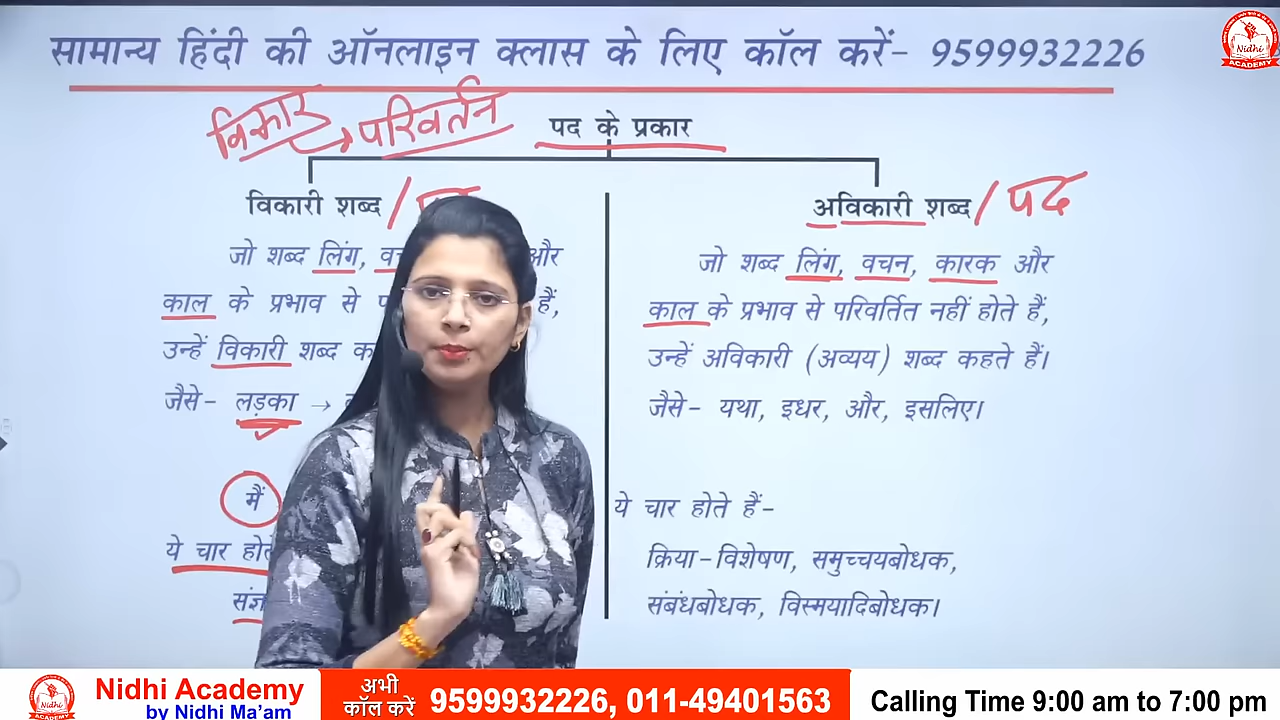 सामान्य हिंदी की ऑनलाइन क्लास के लिए कॉल करें- 9599932226
Nidhi
ACADEMY
विकार → परिवर्तन
पद के प्रकार
विकारी शब्द /
अविकारी शब्द / पद
जो शब्द लिंग, और
काल के प्रभाव से हैं,
उन्हें विकारी शब्द
जैसे- लड़का →
मैं
ये चार
जो शब्द लिंग, वचन, कारक और
काल के प्रभाव से परिवर्तित नहीं होते हैं,
उन्हें अविकारी (अव्यय) शब्द कहते हैं।
जैसे- यथा, इधर, और, इसलिए।
ये चार होते हैं-
क्रिया-विशेषण, समुच्चयबोधक,
संबंधबोधक, विस्मयादिबोधक।
Nidhi
ACADEMY
Nidhi Academy
by Nidhi Ma'am
अभी
कॉल करें
9599932226, 011-49401563
Calling Time 9:00 am to 7:00 pm